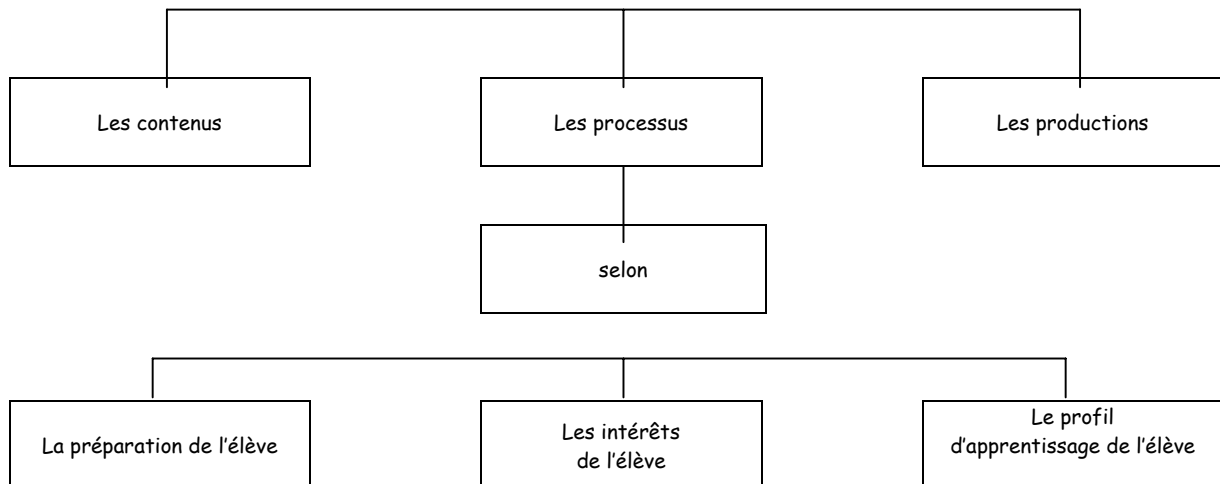 Les contenus
Les processus
Les productions
selon
La préparation de l'élève
Les intérêts
de l'élève
Le profil
d'apprentissage de l'élève